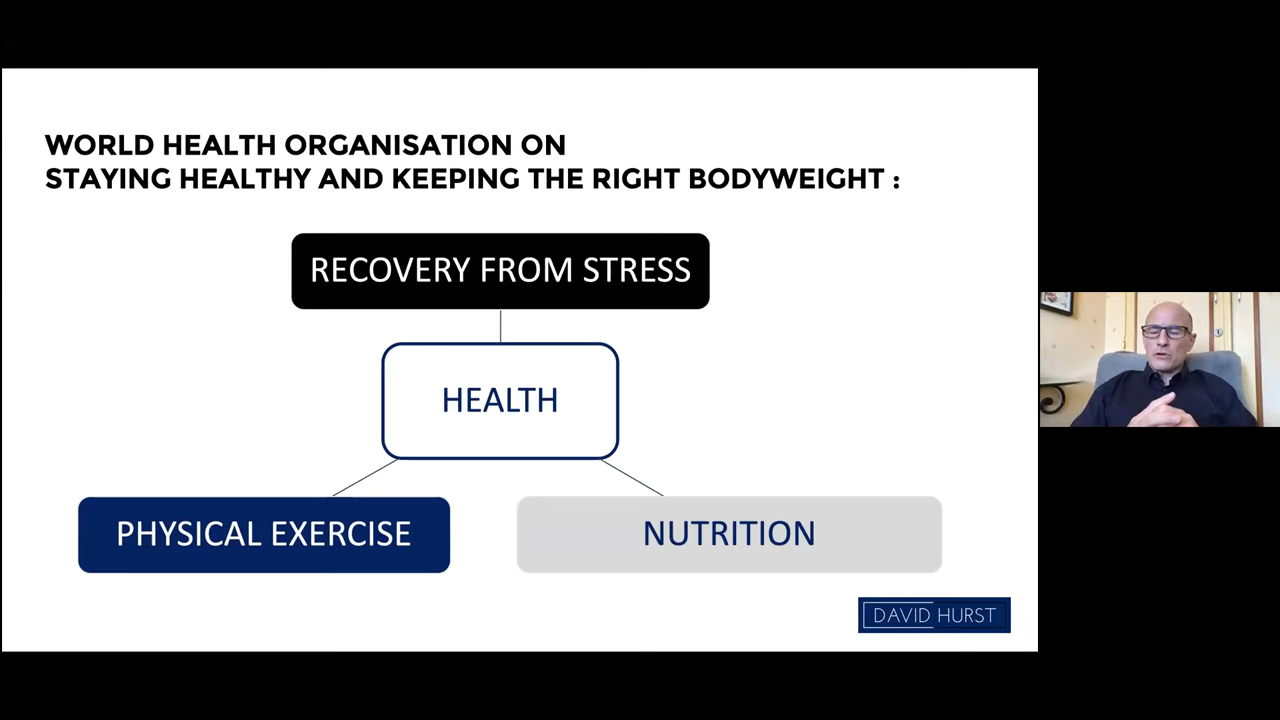 WORLD HEALTH ORGANISATION ON
STAYING HEALTHY AND KEEPING THE RIGHT BODYWEIGHT :
RECOVERY FROM STRESS
HEALTH
PHYSICAL EXERCISE
NUTRITION
DAVID HURST